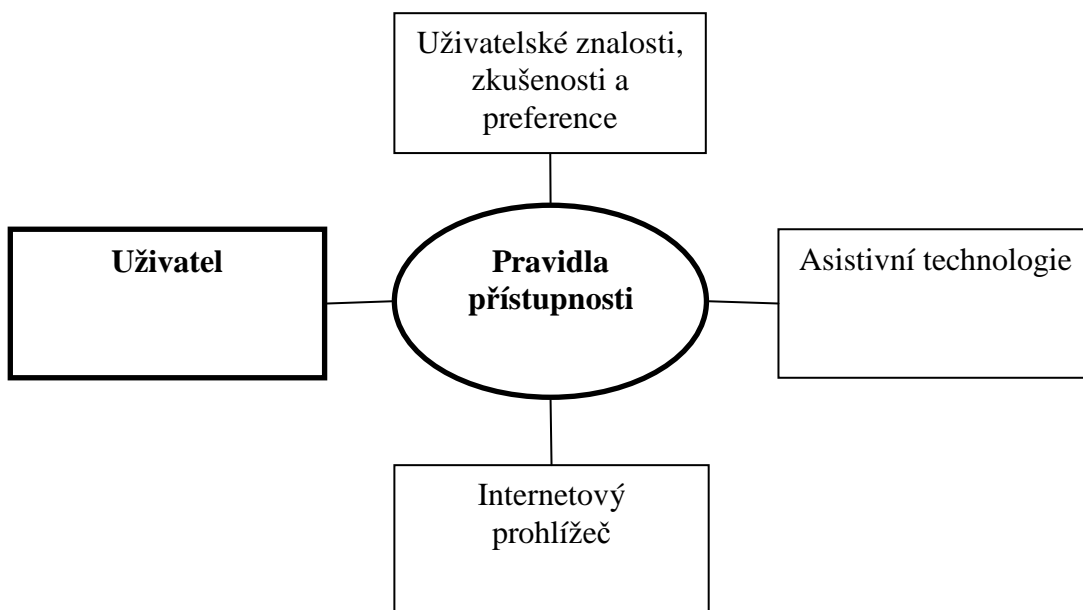 Uživatelské znalosti,
zkušenosti a
preference
Uživatel
Pravidla
přístupnosti
Asistivní technologie
Internetový
prohlížeč